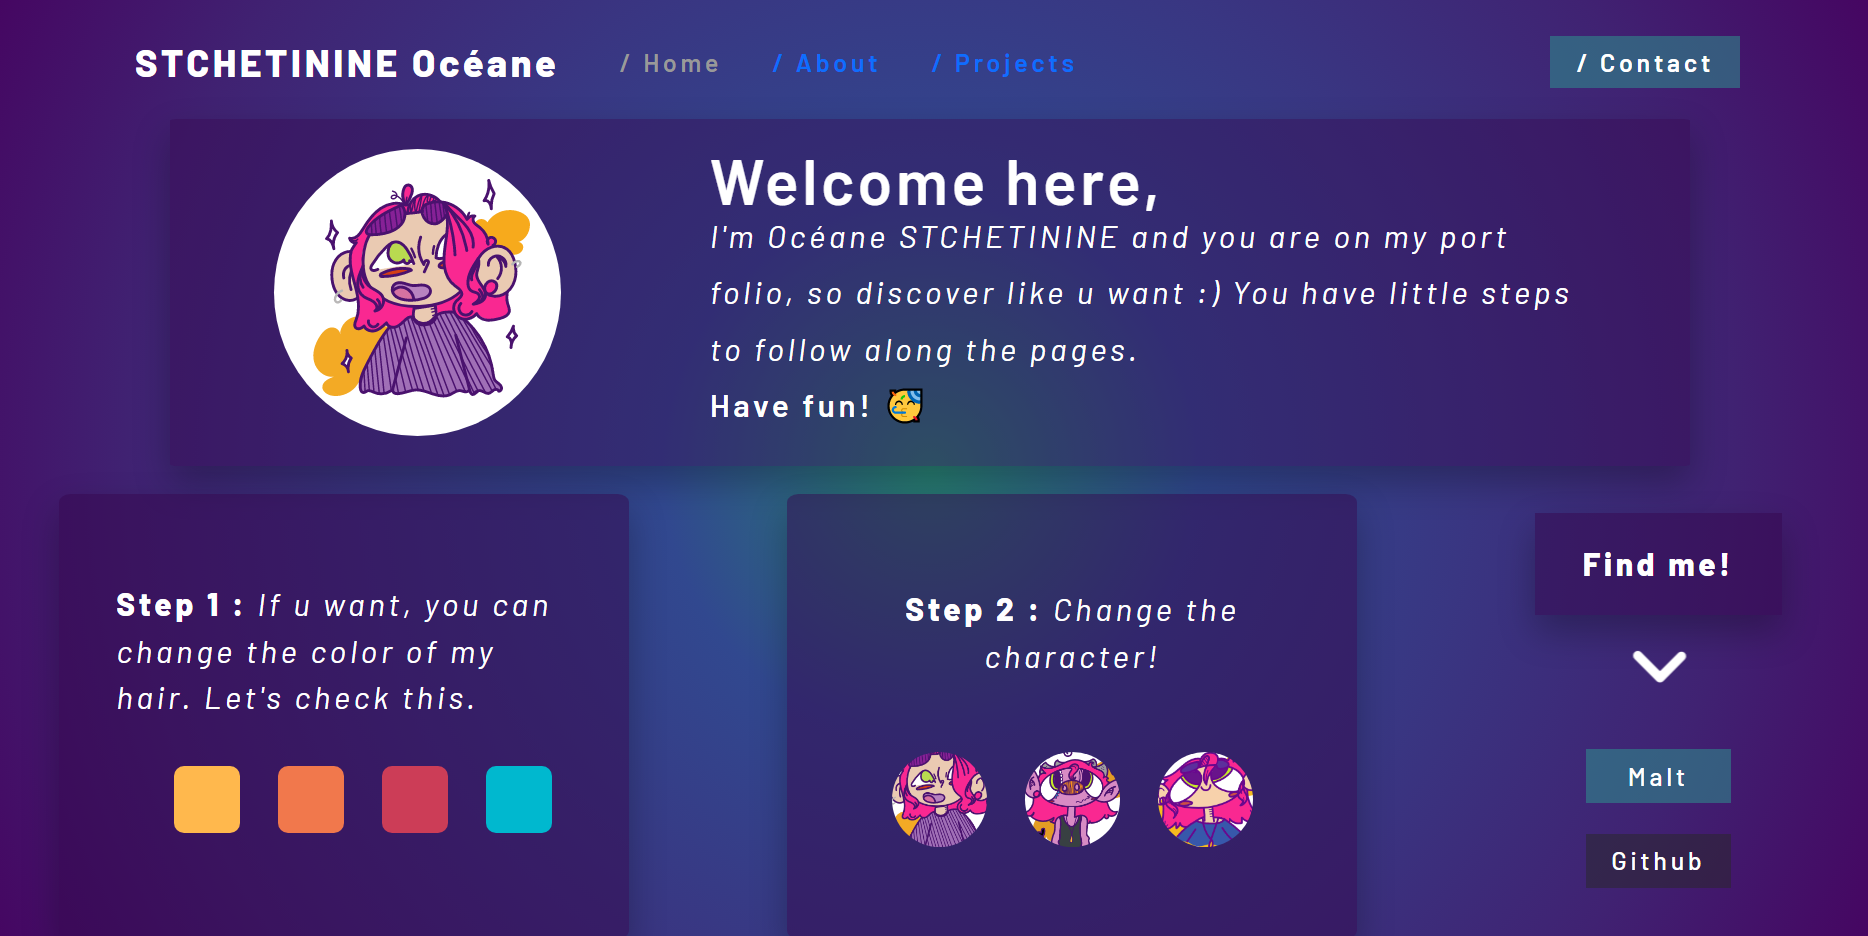 STCHETININE Océane / Home / About / Projects / Contact
Welcome here,
I'm Océane STCHETININE and you are on my port
folio, so discover like u want :) You have little steps
to follow along the pages.
Have fun! 🥳
Step 1 : If u want, you can
change the color of my
hair. Let's check this.
Step 2 : Change the
character!
Find me!
Malt
Github